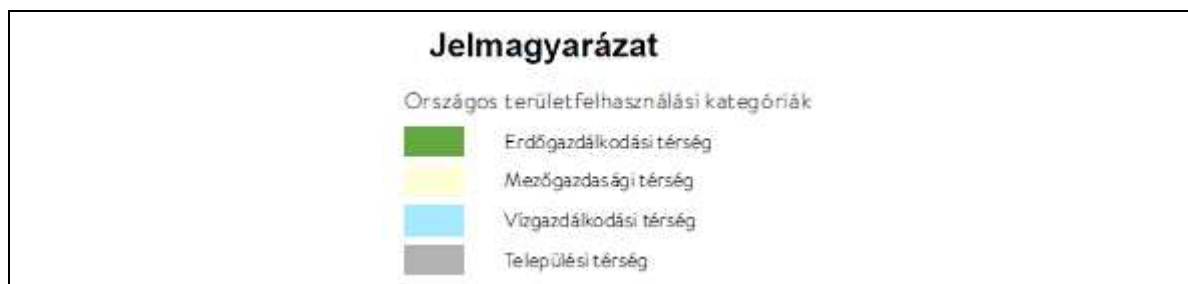 Jelmagyarázat
Országos területfelhasználási kategóriák
Erdőgazdálkodási térség
Mezőgazdasági térség
Vízgazdálkodási térség
Települési térség